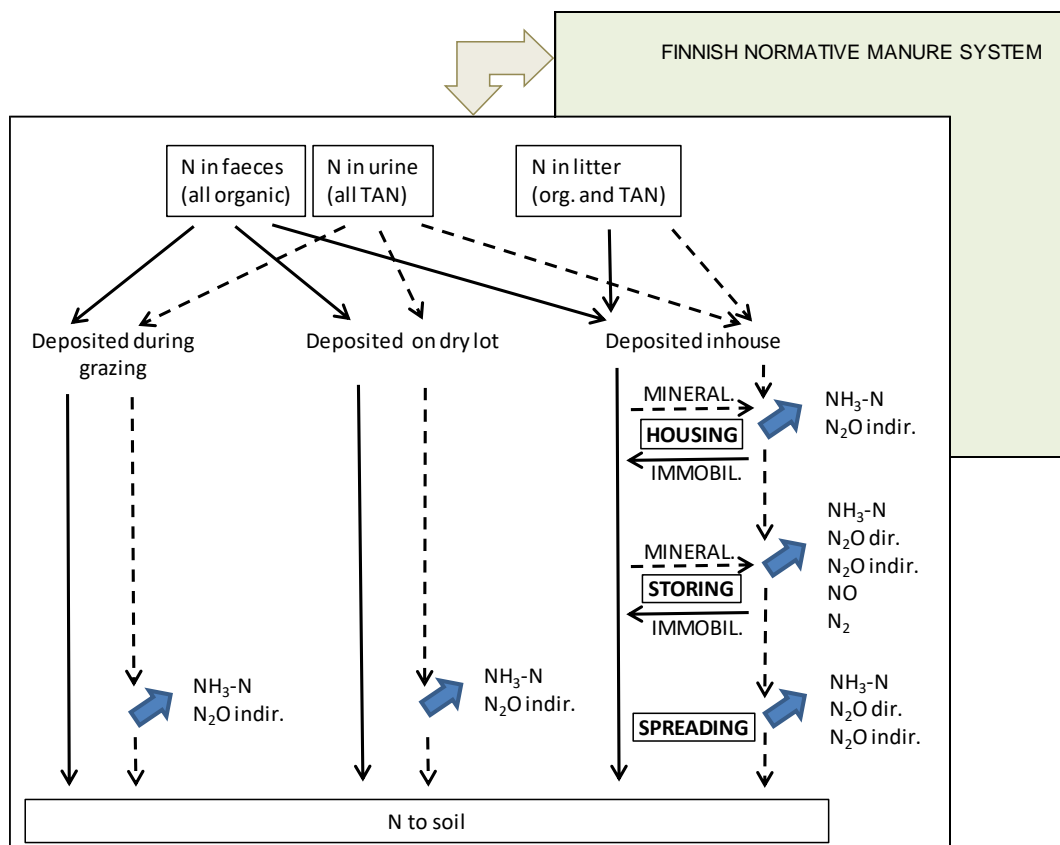 FINNISH NORMATIVE MANURE SYSTEM
N in faeces
(all organic)
N in urine
(all TAN)
N in litter
(org. and TAN)
Deposited during
grazing
Deposited on dry lot
Deposited inhouse
MINERAL.
HOUSING
IMMOBIL.
NH₃-N
N₂O indir.
MINERAL.
STORING
IMMOBIL.
NH₃-N
N₂O dir.
N₂O indir.
NO
N₂
NH₃-N
N₂O indir.
NH₃-N
N₂O indir.
SPREADING
NH₃-N
N₂O dir.
N₂O indir.
N to soil